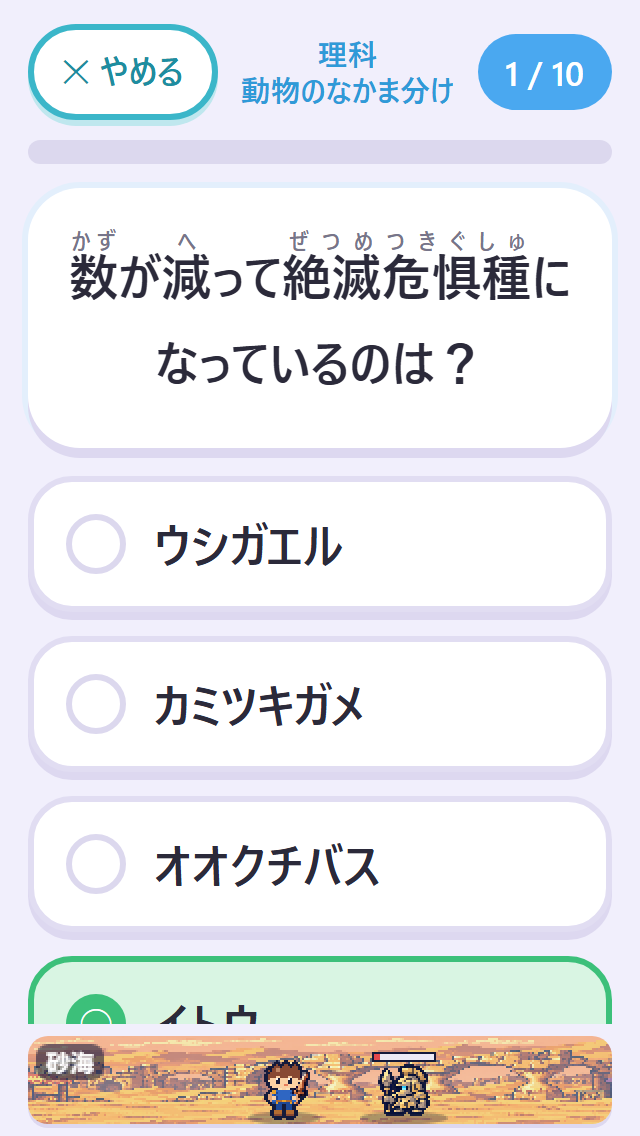 やめる
理科
動物のなかま分け
1 / 10
かず へ ぜつめつきぐしゅ
数が減って絶滅危惧種に
なっているのは？
ウシガエル
カミツキガメ
オオクチバス
イトウ
砂海